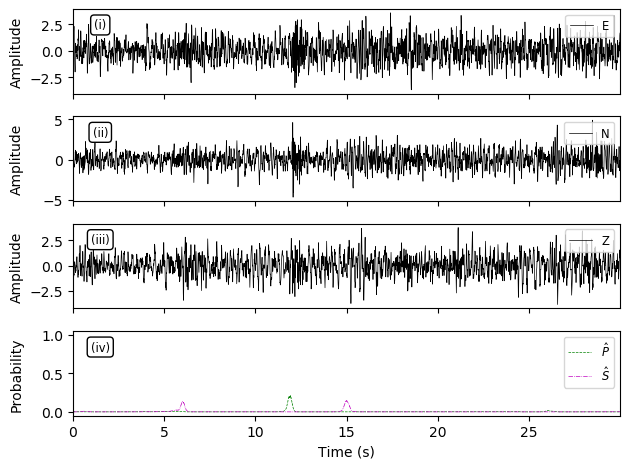 (i)
E
Amplitude
2.5
0.0
−2.5
(ii)
N
Amplitude
5
0
−5
(iii)
Z
Amplitude
2.5
0.0
−2.5
(iv)
P̂
Ŝ
Probability
1.0
0.5
0.0
0 5 10 15 20 25
Time (s)